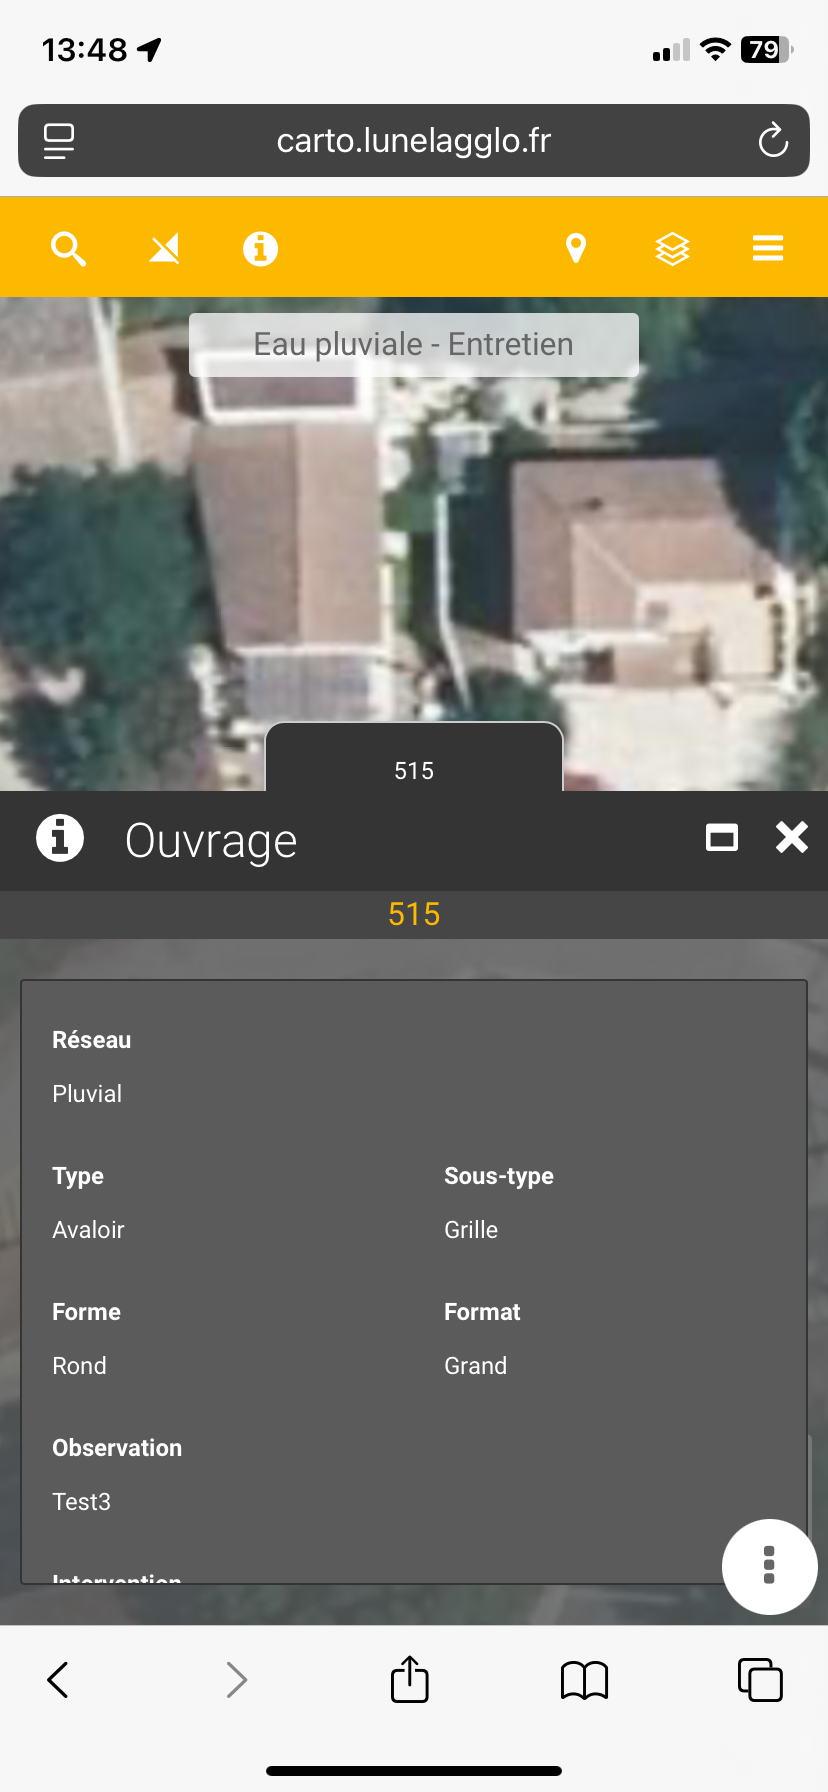 13:48
79
carto.lunelagglo.fr
Eau pluviale - Entretien
515
Ouvrage
515
Réseau
Pluvial
Type Sous-type
Avaloir Grille
Forme Format
Rond Grand
Observation
Test3
Intervention